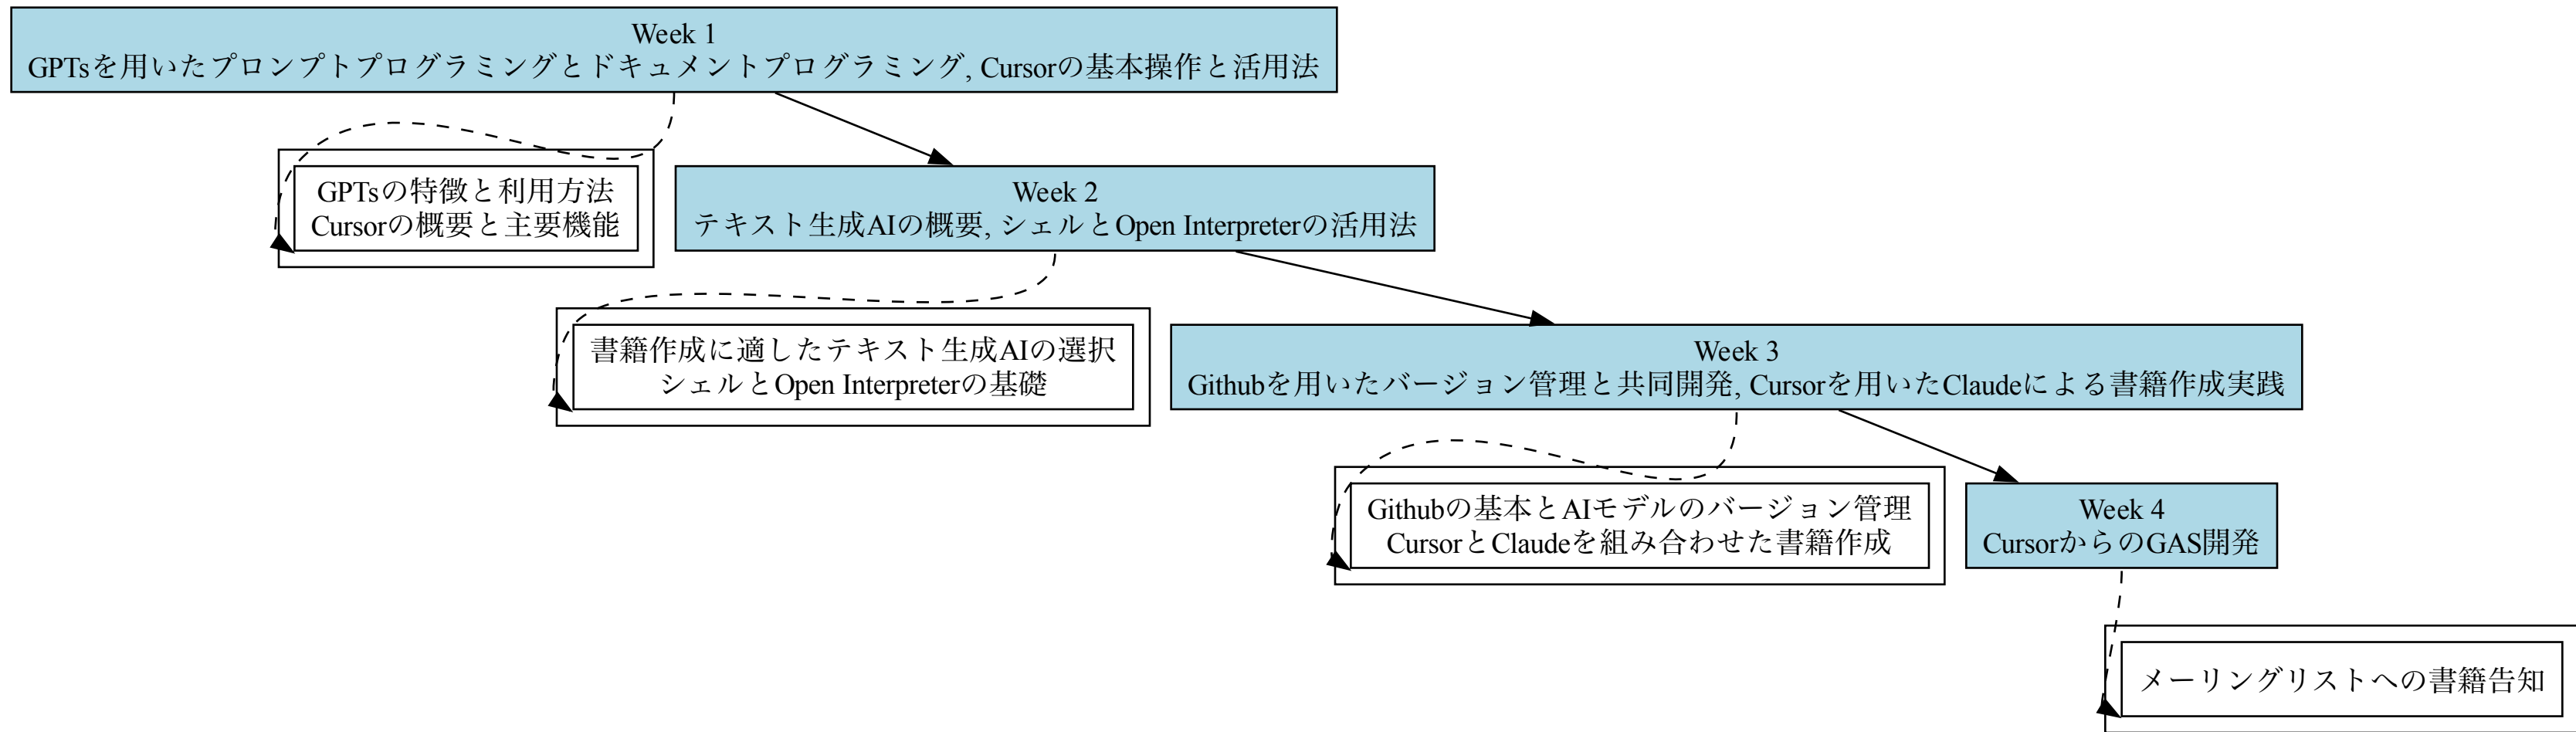 Week 1
GPTsを用いたプロンプトプログラミングとドキュメントプログラミング, Cursorの基本操作と活用法
GPTsの特徴と利用方法
Cursorの概要と主要機能
Week 2
テキスト生成AIの概要, シェルとOpen Interpreterの活用法
書籍作成に適したテキスト生成AIの選択
シェルとOpen Interpreterの基礎
Week 3
Githubを用いたバージョン管理と共同開発, Cursorを用いたClaudeによる書籍作成実践
Githubの基本とAIモデルのバージョン管理
CursorとClaudeを組み合わせた書籍作成
Week 4
CursorからのGAS開発
メーリングリストへの書籍告知